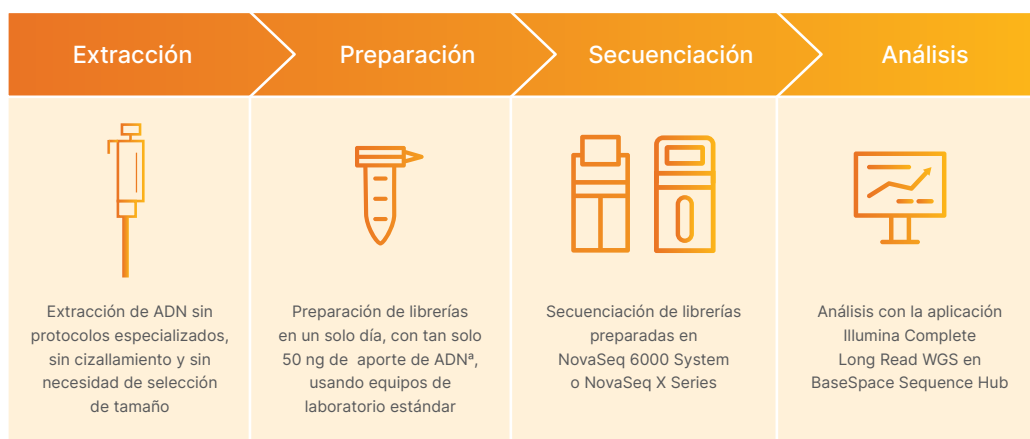 Extracción
Preparación
Secuenciación
Análisis
Extracción de ADN sin
protocolos especializados,
sin cizallamiento y sin
necesidad de selección
de tamaño
Preparación de librerías
en un solo día, con tan solo
50 ng de aporte de ADNª,
usando equipos de
laboratorio estándar
Secuenciación de librerías
preparadas en
NovaSeq 6000 System
o NovaSeq X Series
Análisis con la aplicación
Illumina Complete
Long Read WGS en
BaseSpace Sequence Hub